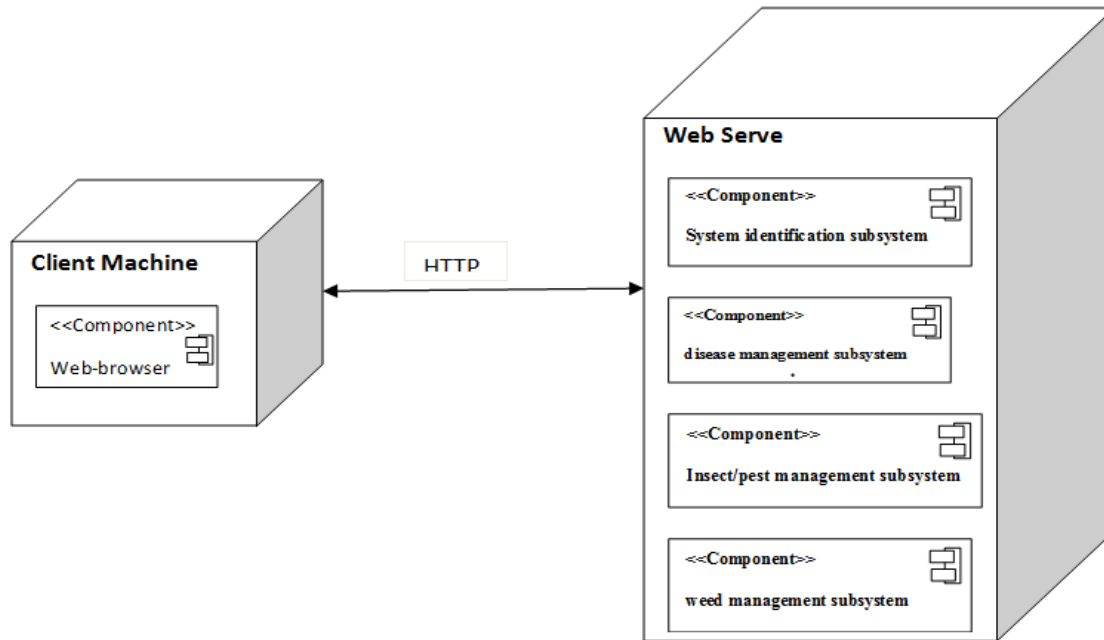 Web Serve
<<Component>>
System identification subsystem
Client Machine
HTTP
<<Component>>
Web-browser
<<Component>>
disease management subsystem
<<Component>>
Insect/pest management subsystem
<<Component>>
weed management subsystem